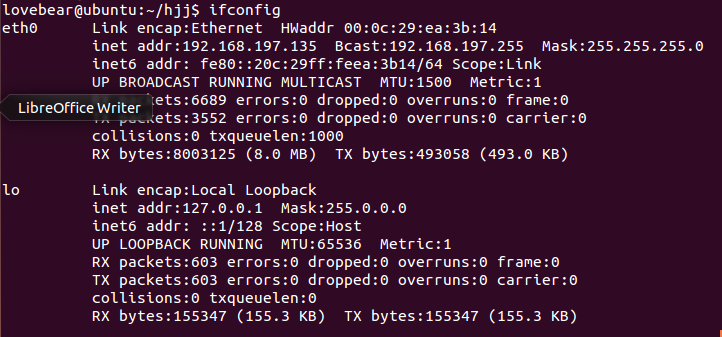 lovebear@ubuntu:~/hjj$ ifconfig
eth0 Link encap:Ethernet HWaddr 00:0c:29:ea:3b:14
inet addr:192.168.197.135 Bcast:192.168.197.255 Mask:255.255.255.0
inet6 addr: fe80::20c:29ff:feea:3b14/64 Scope:Link
UP BROADCAST RUNNING MULTICAST MTU:1500 Metric:1
packets:6689 errors:0 dropped:0 overruns:0 frame:0
LibreOffice Writer
packets:3552 errors:0 dropped:0 overruns:0 carrier:0
collisions:0 txqueuelen:1000
RX bytes:8003125 (8.0 MB) TX bytes:493058 (493.0 KB)
lo Link encap:Local Loopback
inet addr:127.0.0.1 Mask:255.0.0.0
inet6 addr: ::1/128 Scope:Host
UP LOOPBACK RUNNING MTU:65536 Metric:1
RX packets:603 errors:0 dropped:0 overruns:0 frame:0
TX packets:603 errors:0 dropped:0 overruns:0 carrier:0
collisions:0 txqueuelen:0
RX bytes:155347 (155.3 KB) TX bytes:155347 (155.3 KB)